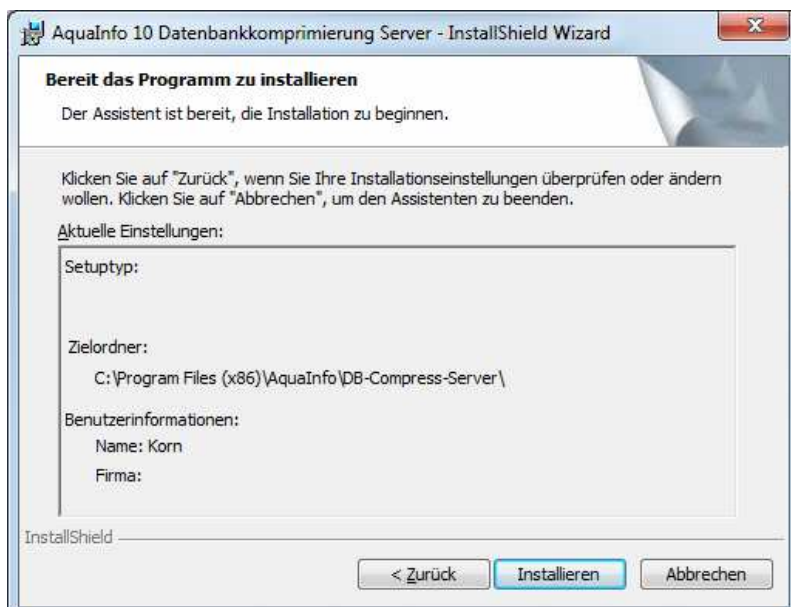 AquaInfo 10 Datenbankkomprimierung Server - InstallShield Wizard
Bereit das Programm zu installieren
Der Assistent ist bereit, die Installation zu beginnen.
Klicken Sie auf "Zurück", wenn Sie Ihre Installationseinstellungen überprüfen oder ändern
wollen. Klicken Sie auf "Abbrechen", um den Assistenten zu beenden.
Aktuelle Einstellungen:
Setuptyp:
Zielordner:
C:\Program Files (x86)\AquaInfo\DB-Compress-Server\
Benutzerinformationen:
Name: Korn
Firma:
InstallShield
< Zurück
Installieren
Abbrechen